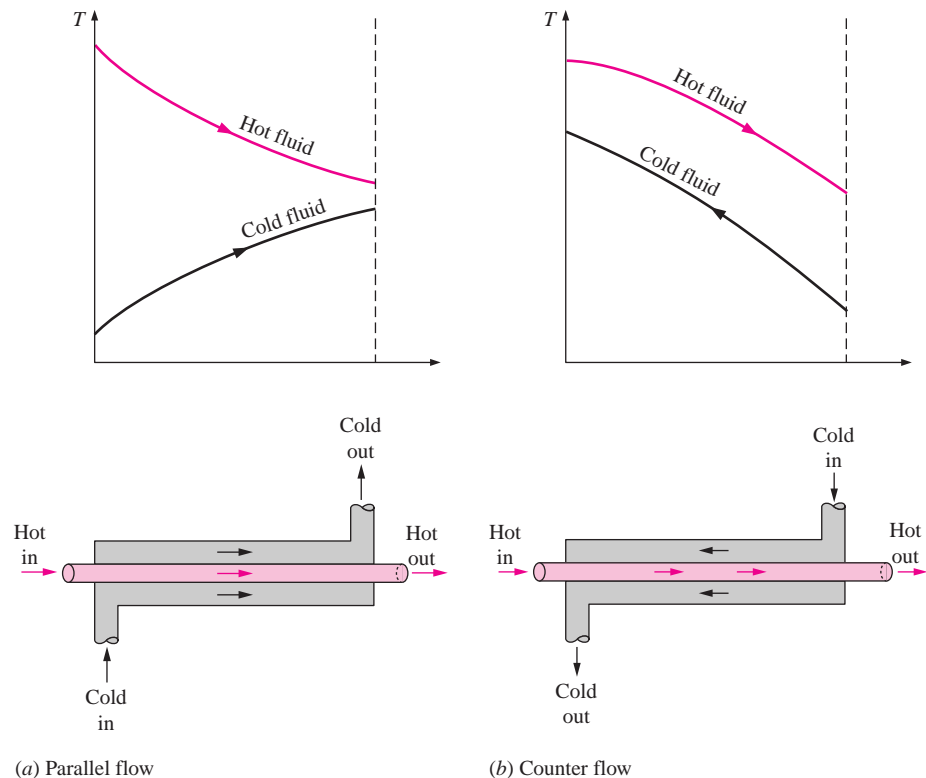 T
Hot fluid
Cold fluid
T
Hot fluid
Cold fluid
Cold
out
Hot
in
Hot
out
Cold
in
Cold
in
Hot
in
Hot
out
Cold
out
(a) Parallel flow
(b) Counter flow